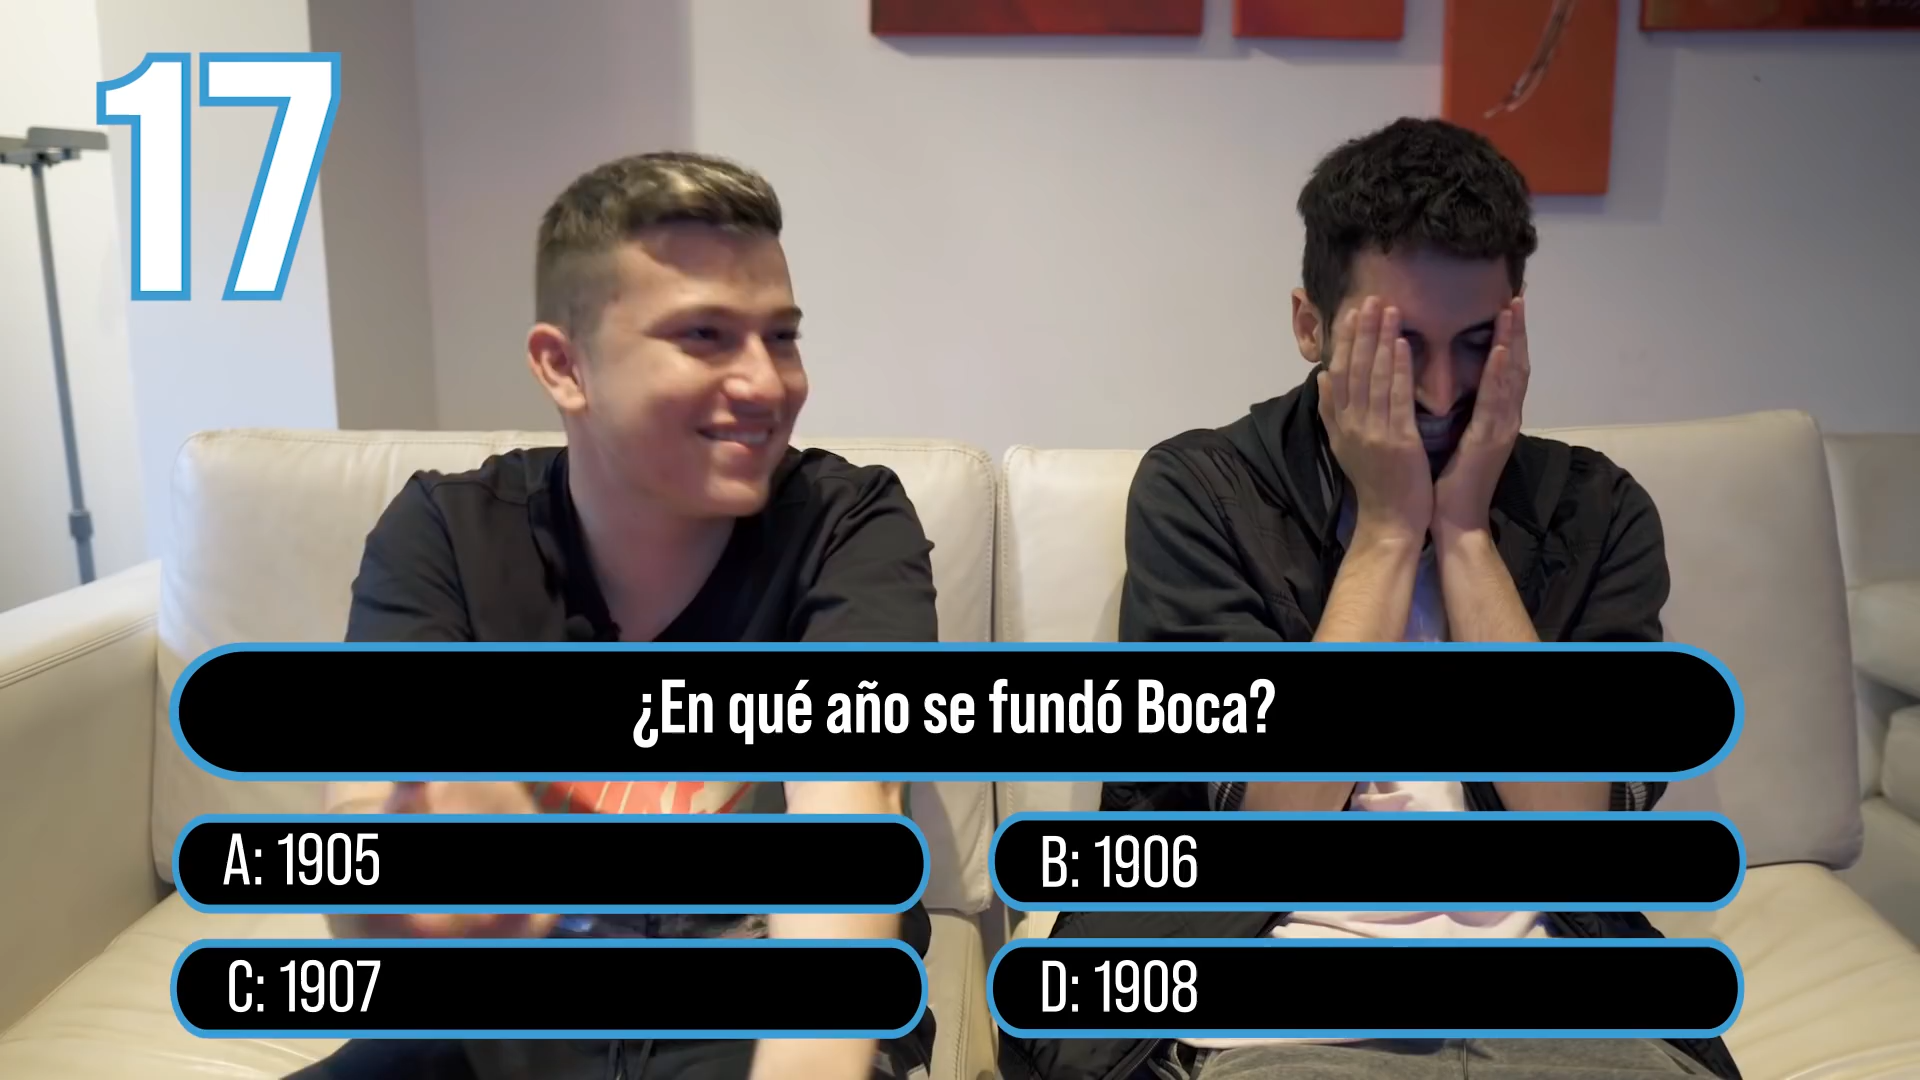 17
¿En qué año se fundó Boca?
A: 1905
B: 1906
C: 1907
D: 1908